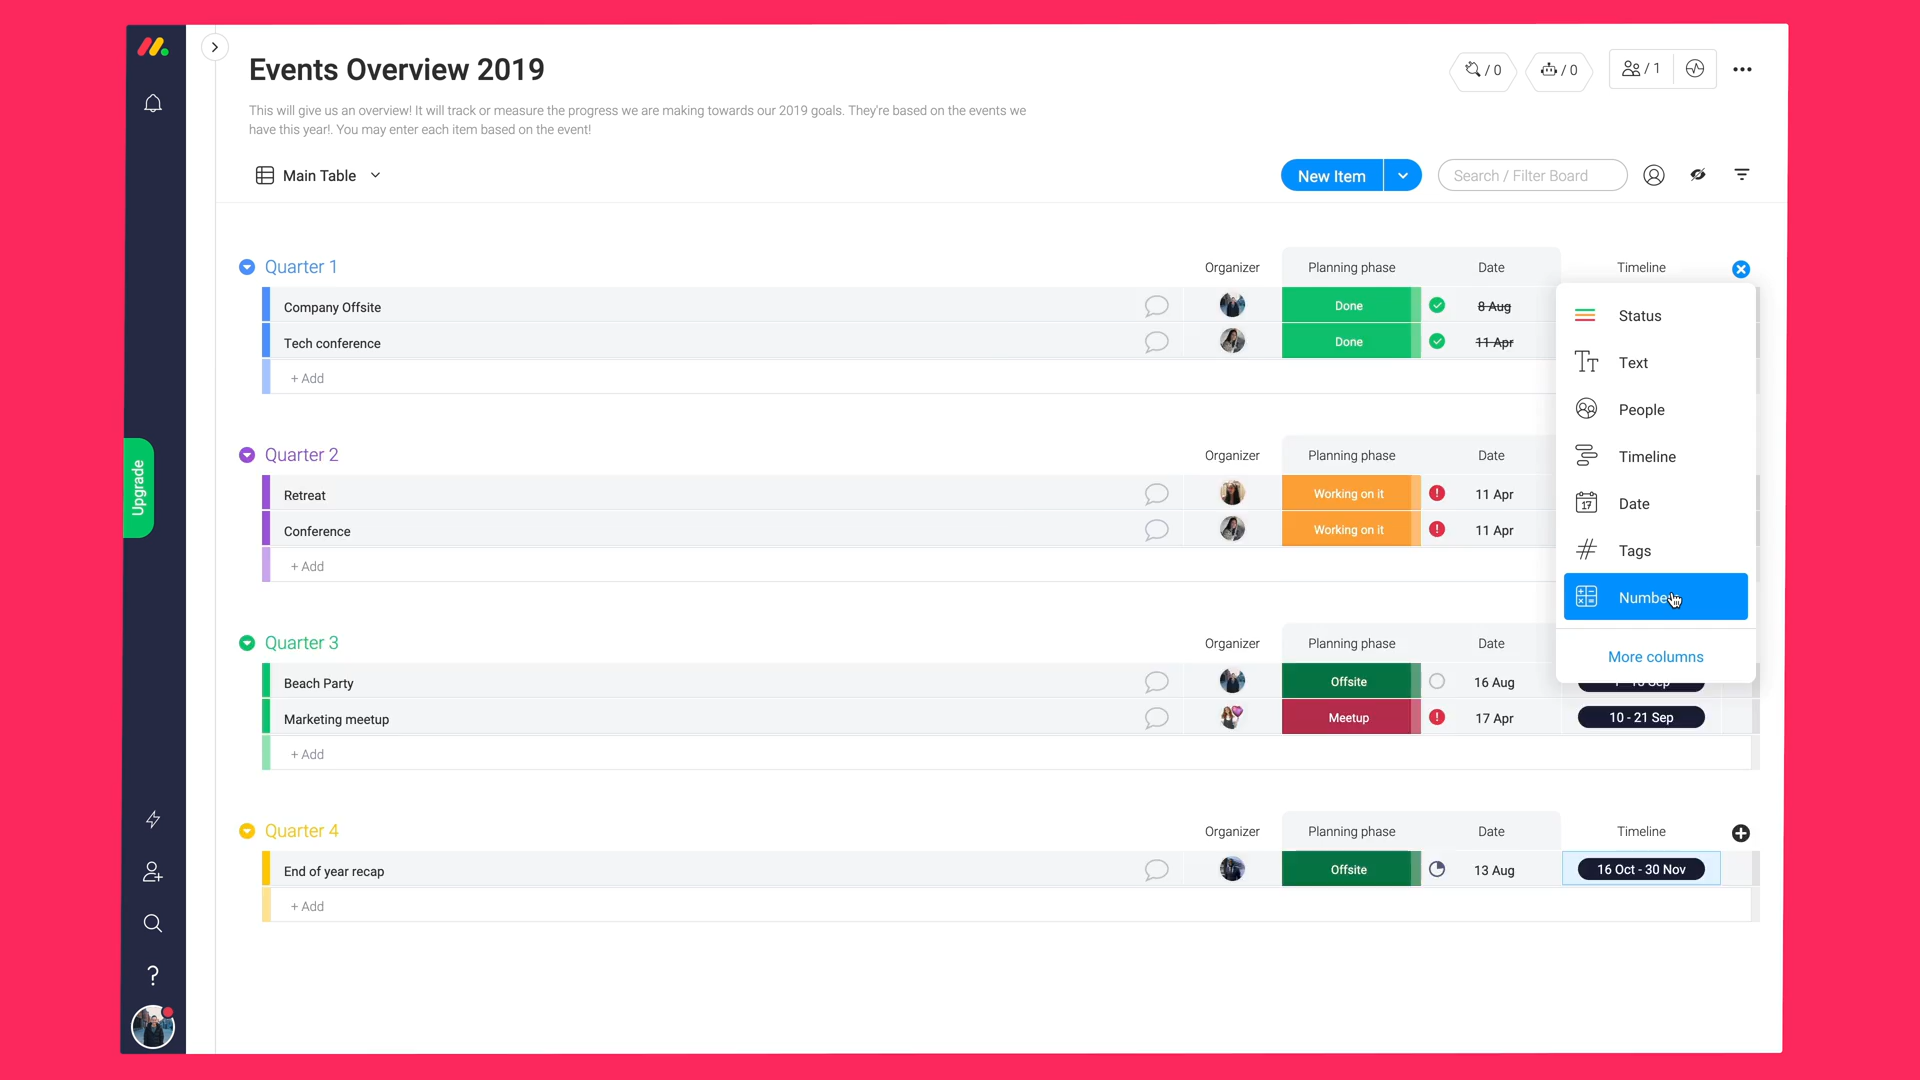 Events Overview 2019
/ 0
/ 0
/ 1
This will give us an overview! It will track or measure the progress we are making towards our 2019 goals. They're based on the events we
have this year!. You may enter each item based on the event!
Main Table
New Item
Search / Filter Board
Quarter 1
Organizer
Planning phase
Date
Timeline
Company Offsite
Done
8 Aug
Tech conference
Done
11 Apr
+ Add
Status
Text
People
Timeline
17
Date
Tags
More columns
Upgrade
Quarter 2
Organizer
Planning phase
Date
Retreat
Working on it
11 Apr
Conference
Working on it
11 Apr
+ Add
Quarter 3
Organizer
Planning phase
Date
Beach Party
Offsite
16 Aug
Marketing meetup
Meetup
17 Apr
10 - 21 Sep
+ Add
Quarter 4
Organizer
Planning phase
Date
Timeline
End of year recap
Offsite
13 Aug
16 Oct - 30 Nov
+ Add